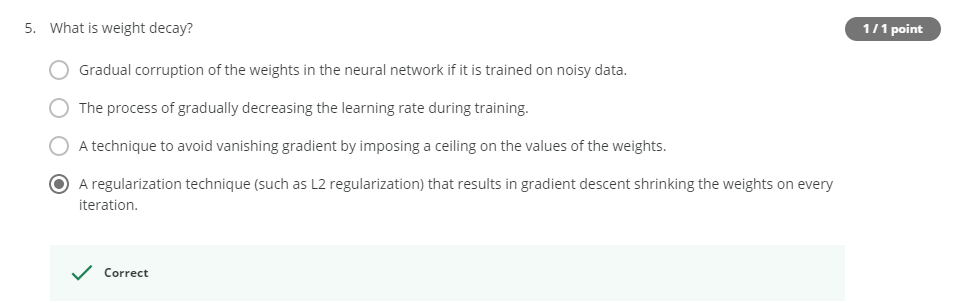 5. What is weight decay?
1 / 1 point
Gradual corruption of the weights in the neural network if it is trained on noisy data.
The process of gradually decreasing the learning rate during training.
A technique to avoid vanishing gradient by imposing a ceiling on the values of the weights.
A regularization technique (such as L2 regularization) that results in gradient descent shrinking the weights on every
iteration.
Correct